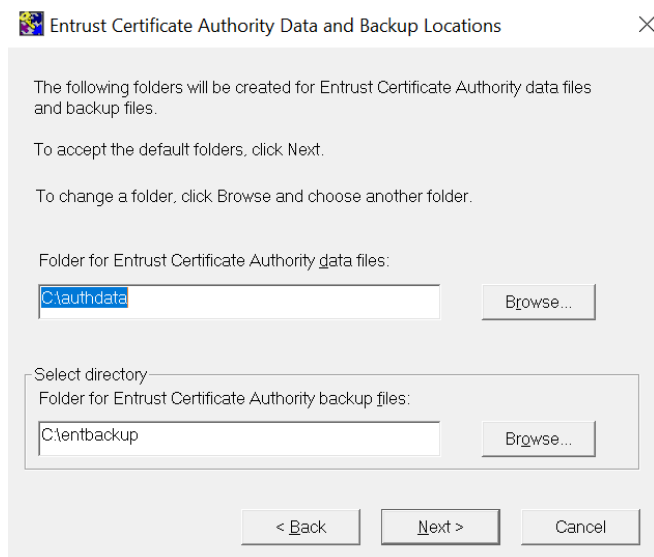 Entrust Certificate Authority Data and Backup Locations
The following folders will be created for Entrust Certificate Authority data files
and backup files.
To accept the default folders, click Next.
To change a folder, click Browse and choose another folder.
Folder for Entrust Certificate Authority data files:
C:\authdata
Browse...
Select directory
Folder for Entrust Certificate Authority backup files:
C:\entbackup
Browse...
< Back
Next >
Cancel